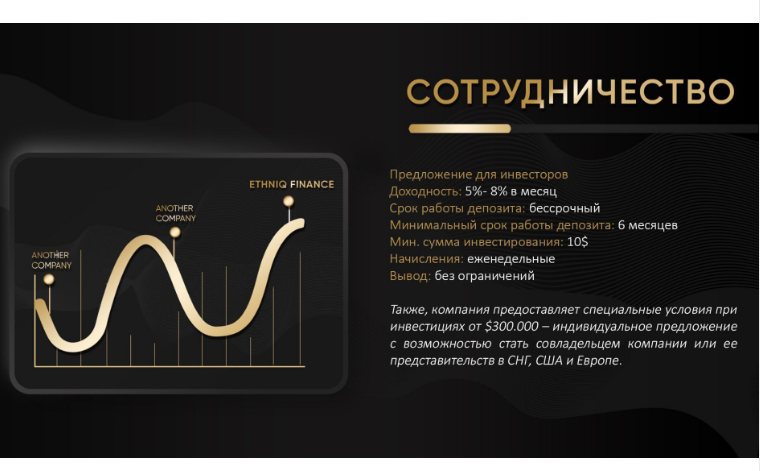 СОТРУДНИЧЕСТВО
ETHNIQ FINANCE
ANOTHER
COMPANY
ANOTHER
COMPANY
Предложение для инвесторов
Доходность: 5%- 8% в месяц
Срок работы депозита: бессрочный
Минимальный срок работы депозита: 6 месяцев
Мин. сумма инвестирования: 10$
Начисления: еженедельные
Вывод: без ограничений
Также, компания предоставляет специальные условия при
инвестициях от $300.000 – индивидуальное предложение
с возможностью стать совладельцем компании или ее
представительств в СНГ, США и Европе.